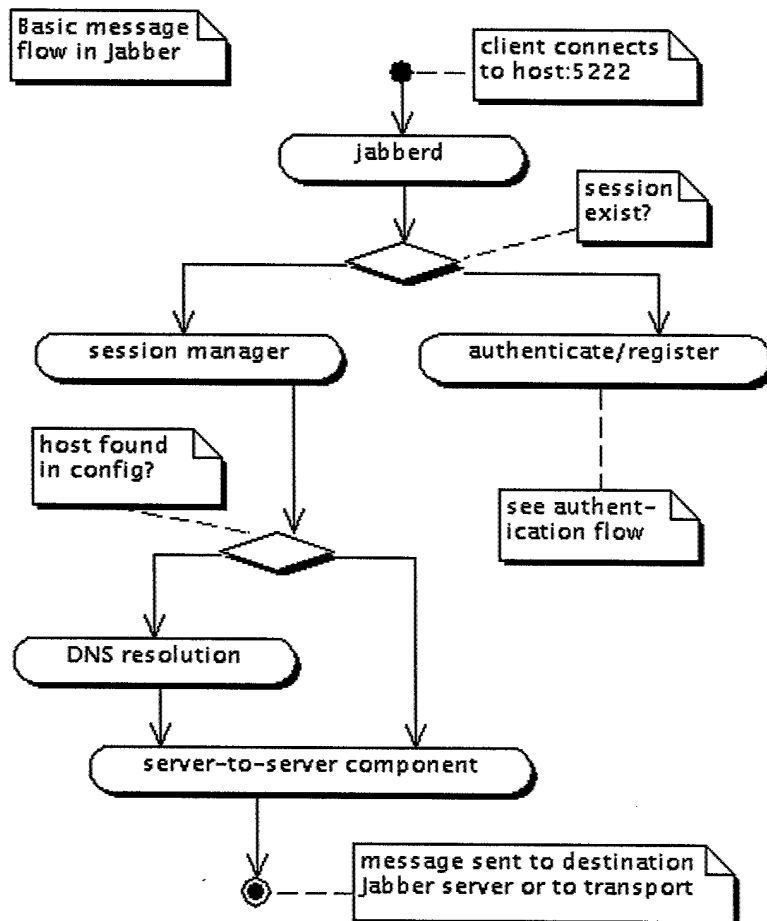 Basic message
flow in Jabber
client connects
to host:5222
jabberd
session
exist?
session manager
authenticate/register
host found
in config?
see authent-
ication flow
DNS resolution
server-to-server component
message sent to destination
Jabber server or to transport